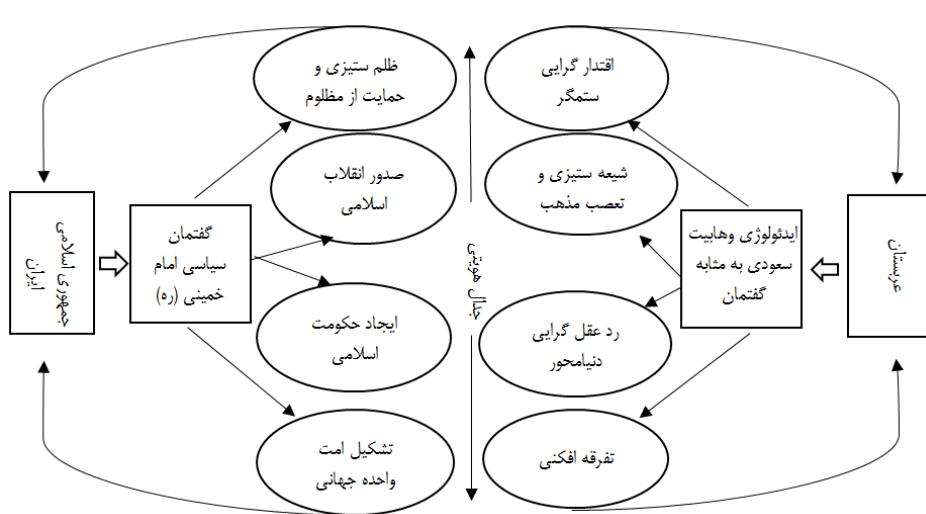 اقتدار گرایی
ستمگر
شیعه ستیزی و
تعصب مذهب
رد عقل گرایی
دنیامحور
تفرقه افکنی
ایدئولوژی وهابیت
سعودی به مثابه
گفتمان
عربستان
جدال هویتی
ظلم ستیزی و
حمایت از مظلوم
صدور انقلاب
اسلامی
ایجاد حکومت
اسلامی
تشکیل امت
واحده جهانی
گفتمان
سیاسی امام
خمینی (ره)
جمهوری اسلامی
ایران